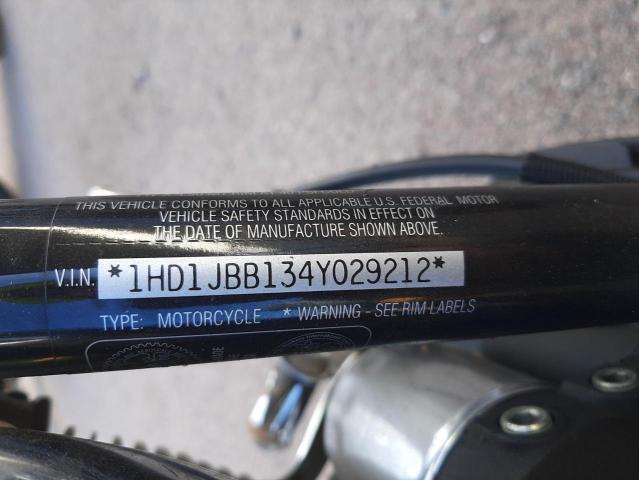 THIS VEHICLE CONFORMS TO ALL APPLICABLE U.S. FEDERAL MOTOR
VEHICLE SAFETY STANDARDS IN EFFECT ON
THE DATE OF MANUFACTURE SHOWN ABOVE.
V.I.N. *1HD1JBB134Y029212*
TYPE: MOTORCYCLE * WARNING - SEE RIM LABELS